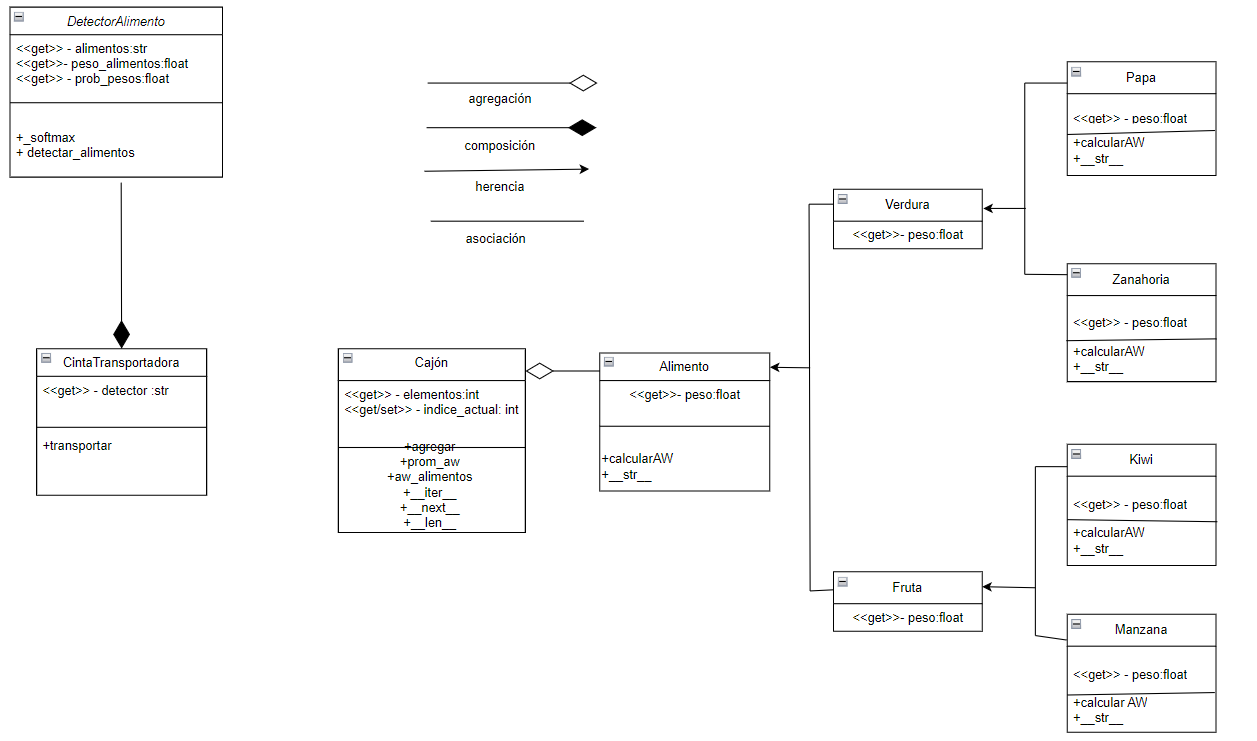 DetectorAlimento
<<get>> - alimentos:str
<<get>>- peso_alimentos:float
<<get>> - prob_pesos:float
+_softmax
+ detectar_alimentos
agregación
composición
herencia
asociación
CintaTransportadora
<<get>> - detector :str
+transportar
Cajón
<<get>> - elementos:int
<<get/set>> - indice_actual: int
+agregar
+prom_aw
+aw_alimentos
+__iter__
+__next__
+__len__
Alimento
<<get>>- peso:float
+calcularAW
+__str__
Verdura
<<get>>- peso:float
Fruta
<<get>>- peso:float
Papa
<<get>> - peso:float
+calcularAW
+__str__
Zanahoria
<<get>> - peso:float
+calcularAW
+__str__
Kiwi
<<get>> - peso:float
+calcularAW
+__str__
Manzana
<<get>> - peso:float
+calcular AW
+__str__